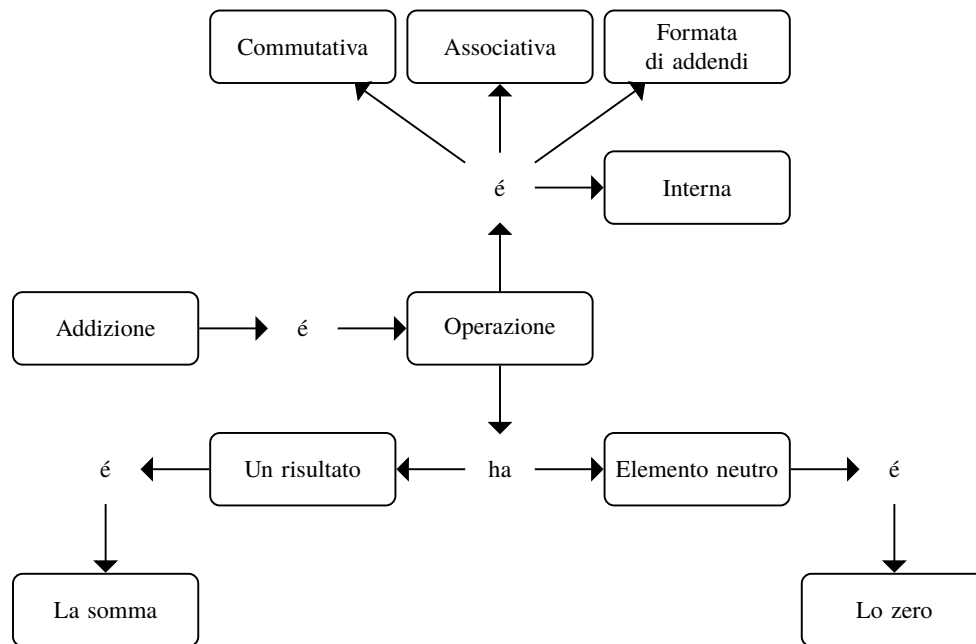 Commutativa
Associativa
Formata
di addendi
é
Interna
Addizione
é
Operazione
é
Un risultato
ha
Elemento neutro
é
La somma
Lo zero